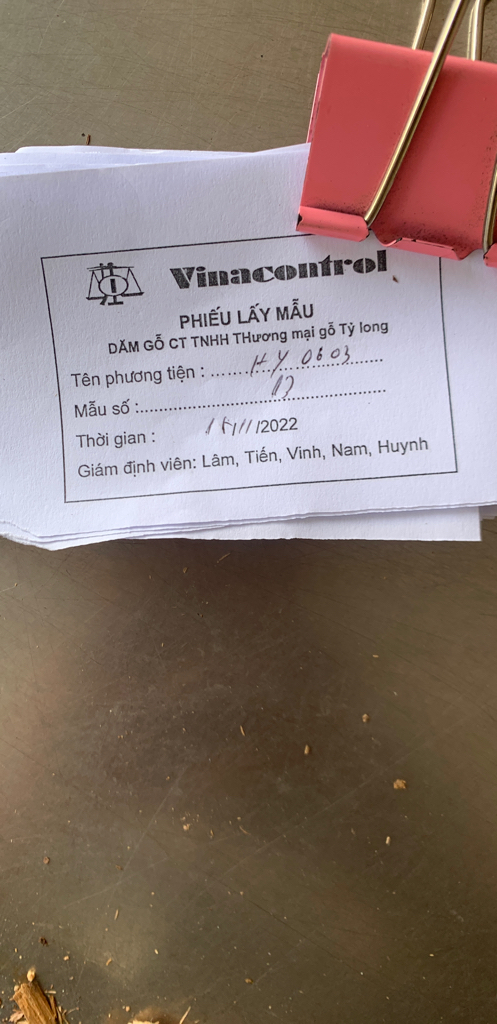 Vinacontrol
PHIẾU LẤY MẪU
DĂM GỖ CT TNHH THương mại gỗ Tỷ long
Tên phương tiện : ...... HY 0603 ......
Mẫu số :..................
Thời gian : /2022
Giám định viên: Lâm, Tiến, Vinh, Nam, Huynh